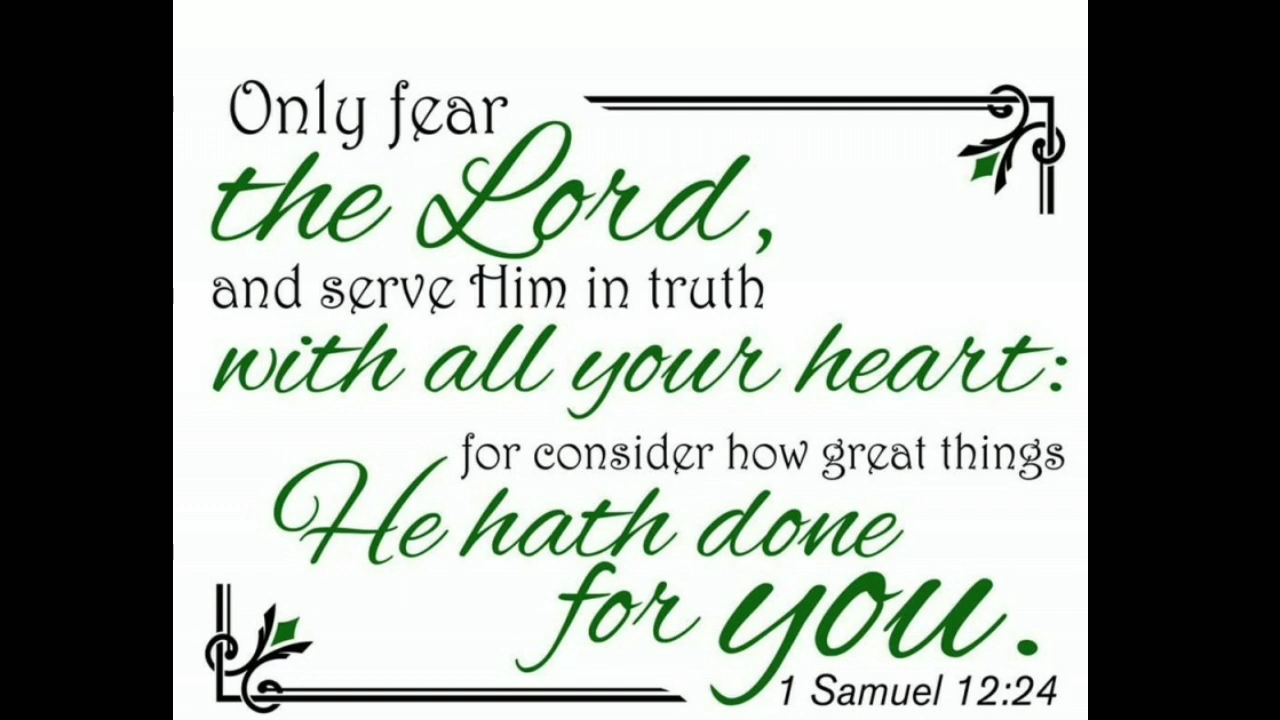 Only fear
the Lord,
and serve Him in truth
with all your heart:
for consider how great things
He hath done
for you.
1 Samuel 12:24